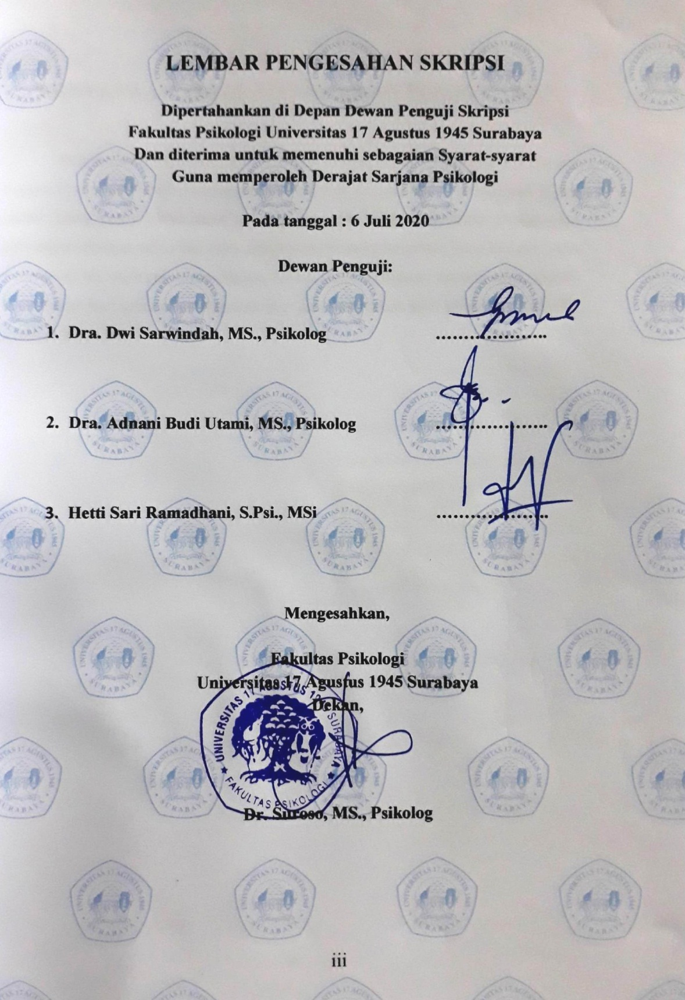 LEMBAR PENGESAHAN SKRIPSI
Dipertahankan di Depan Dewan Penguji Skripsi
Fakultas Psikologi Universitas 17 Agustus 1945 Surabaya
Dan diterima untuk memenuhi sebagaian Syarat-syarat
Guna memperoleh Derajat Sarjana Psikologi
Pada tanggal : 6 Juli 2020
Dewan Penguji:
1. Dra. Dwi Sarwindah, MS., Psikolog ....................
2. Dra. Adnani Budi Utami, MS., Psikolog ....................
3. Hetti Sari Ramadhani, S.Psi., MSi ....................
Mengesahkan,
Fakultas Psikologi
Universitas 17 Agustus 1945 Surabaya
Dekan,
UNIVERSITAS 17 AGUSTUS SURABAYA
FAKULTAS PSIKOLOGI
Dr. Suroso, MS., Psikolog
iii